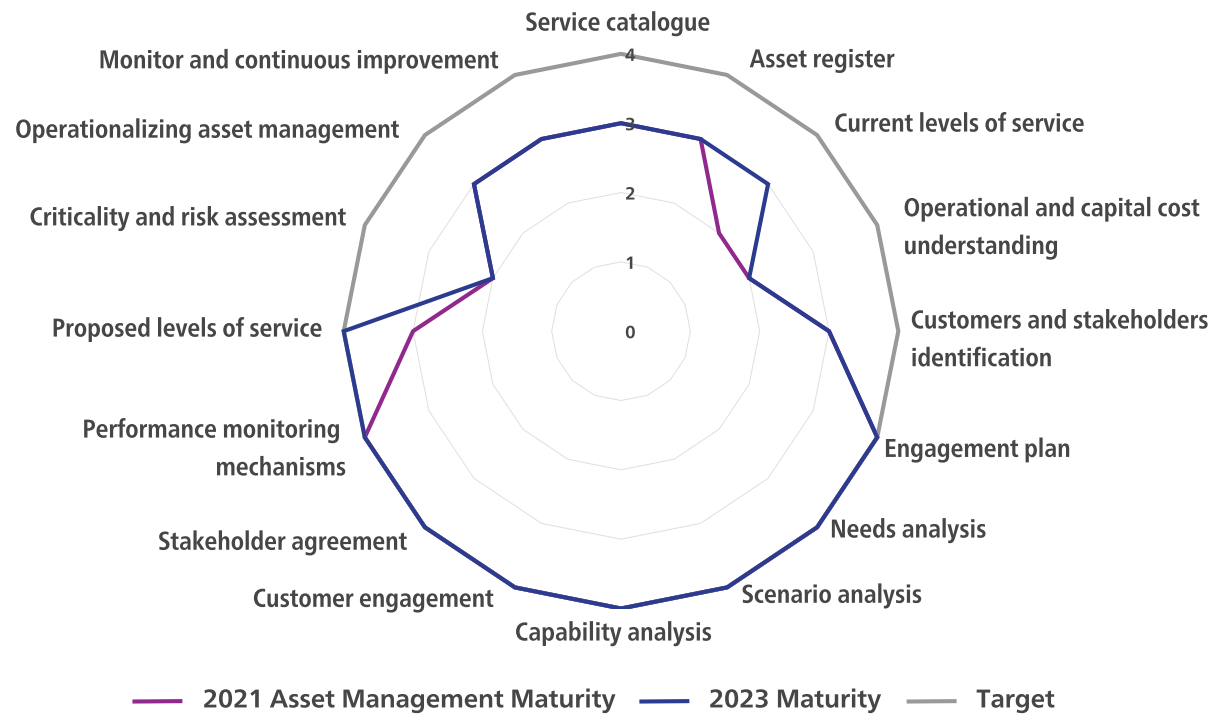 Service catalogue
Monitor and continuous improvement
4
Asset register
Operationalizing asset management
3
Current levels of service
Criticality and risk assessment
2
Operational and capital cost
understanding
1
Proposed levels of service
0
Customers and stakeholders
identification
Performance monitoring
mechanisms
Engagement plan
Stakeholder agreement
Needs analysis
Customer engagement
Scenario analysis
Capability analysis
2021 Asset Management Maturity 2023 Maturity Target